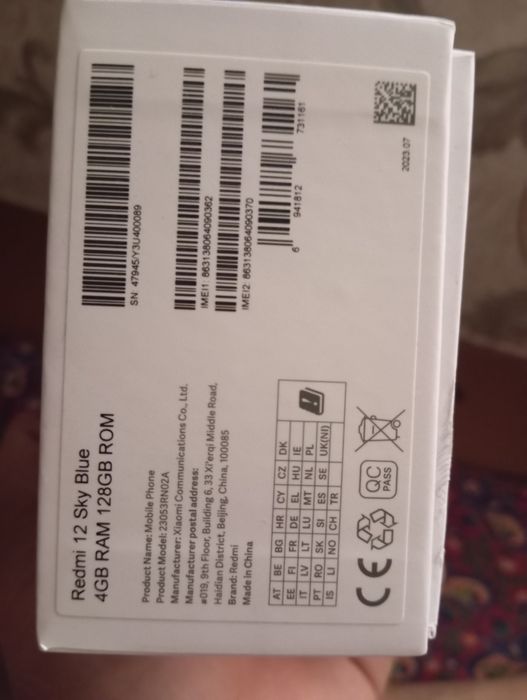 Redmi 12 Sky Blue
4GB RAM 128GB ROM
SN: 47945/Y3U400089
Product Name: Mobile Phone
Product Model: 23053RN02A
Manufacturer: Xiaomi Communications Co., Ltd.
Manufacturer postal address:
#019, 9th Floor, Building 6, 33 Xi'erqi Middle Road,
Haidian District, Beijing, China, 100085
Brand: Redmi
Made in China
IMEI1: 863138064090362
IMEI2: 863138064090370
6 941812 731161
AT BE BG HR CY CZ DK
EE FI FR DE EL HU IE
IT LV LT LU MT NL PL
PT RO SK SI ES SE UK(NI)
IS LI NO CH TR
CE
QC
PASS
2023.07